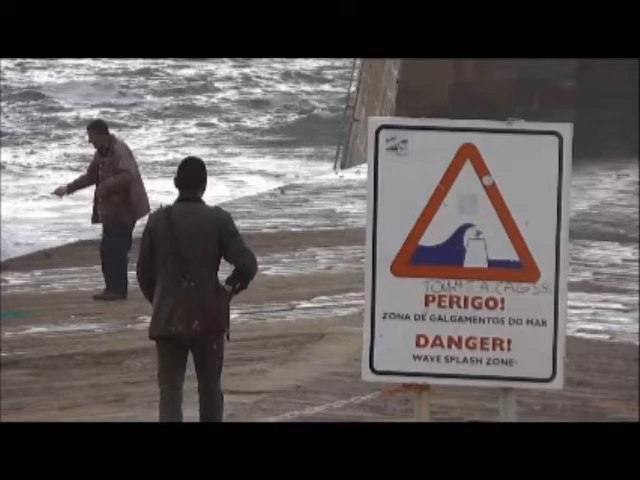 PERIGO!
ZONA DE GALGAMENTOS DO MAR
DANGER!
WAVE SPLASH ZONE